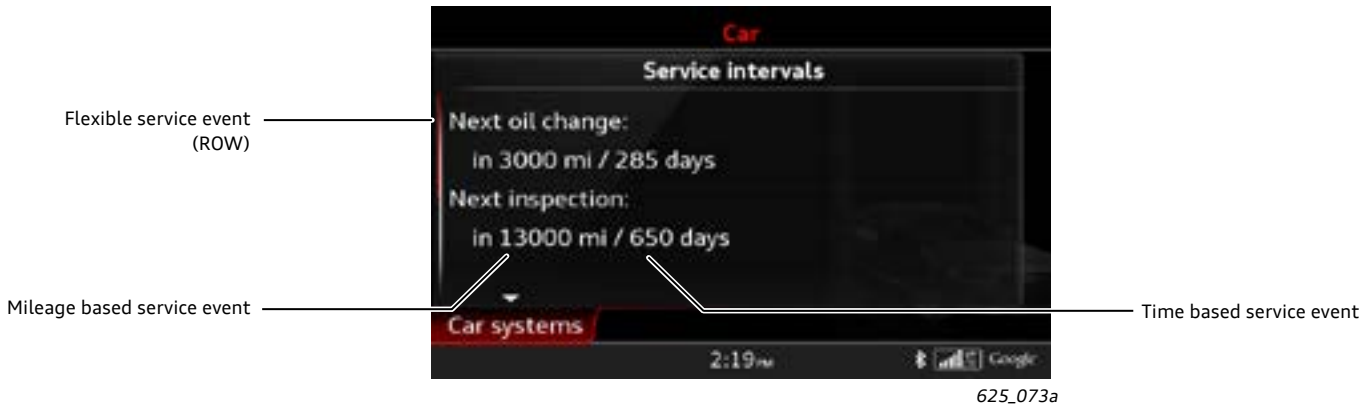 Car
Service intervals
Flexible service event
(ROW)
Next oil change:
in 3000 mi / 285 days
Next inspection:
in 13000 mi / 650 days
Mileage based service event
Time based service event
Car systems
2:19 PM
Google
625_073a